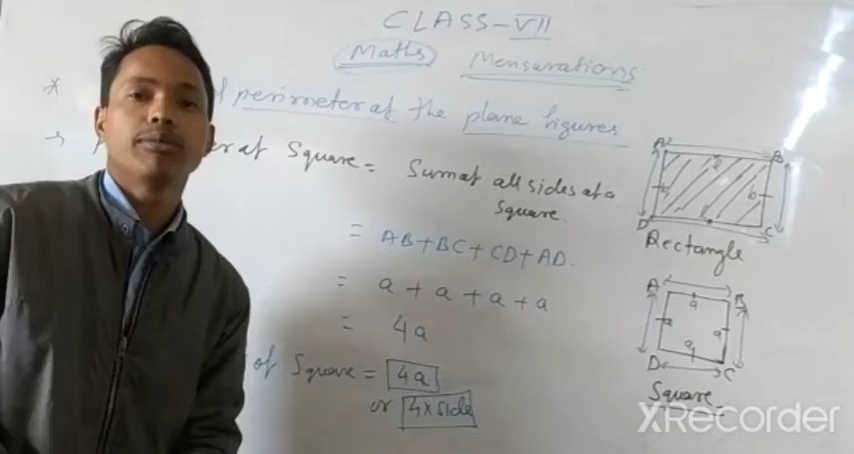 CLASS-VII
Maths Mensurations
* perimeter of the plane figures
→ er of Square = Sum of all sides of a
Square.
= AB+BC+CD+AD.
= a + a + a + a
= 4a
of Square = 4a
or 4×side
A B
b b
D C
Rectangle
A B
a
a a
a
D C
Square
XRecorder